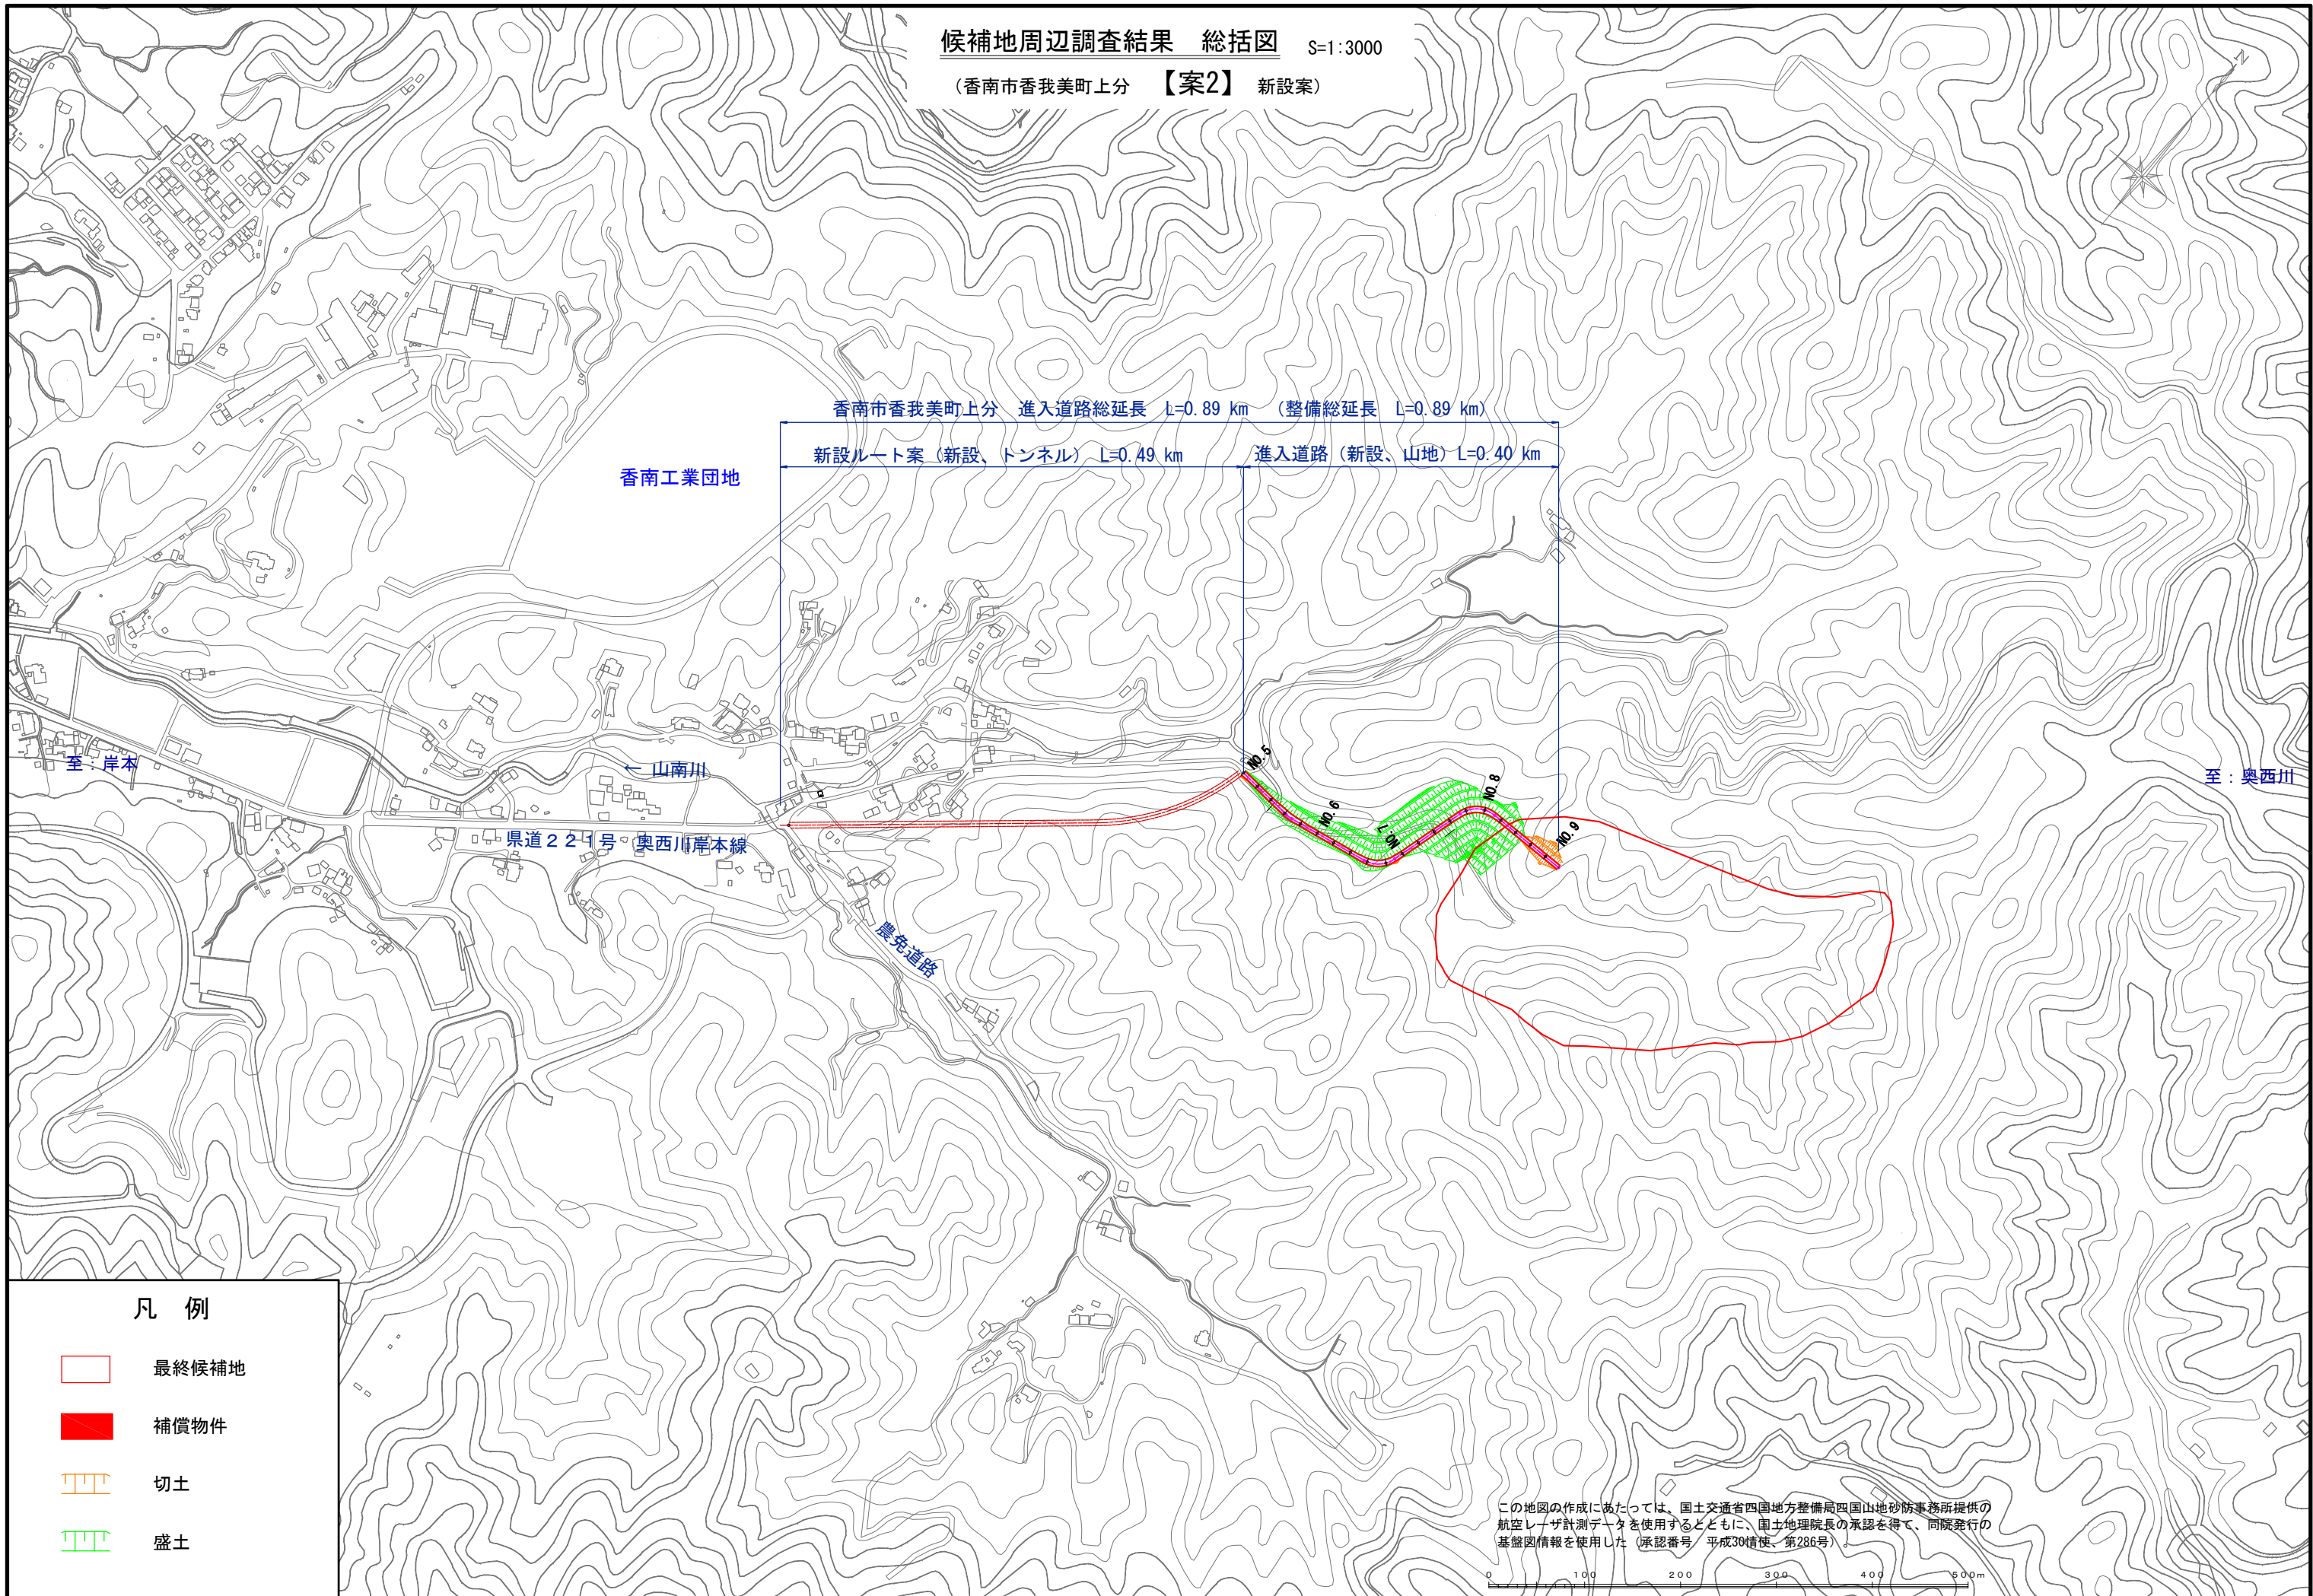 候補地周辺調査結果　総括図　S=1:3000
（香南市香我美町上分　【案2】　新設案）
N
香南市香我美町上分　進入道路総延長　L=0.89 km　（整備総延長　L=0.89 km）
新設ルート案（新設、トンネル）　L=0.49 km
進入道路（新設、山地）L=0.40 km
香南工業団地
至：岸本
← 山南川
県道２２１号　奥西川岸本線
農免道路
NO.5
NO.6
NO.7
NO.8
NO.9
至：奥西川
凡　例
最終候補地
補償物件
切土
盛土
この地図の作成にあたっては、国土交通省四国地方整備局四国山地砂防事務所提供の
航空レーザ計測データを使用するとともに、国土地理院長の承認を得て、同院発行の
基盤図情報を使用した（承認番号　平成30情使、第286号）。
0　100　200　300　400　500m